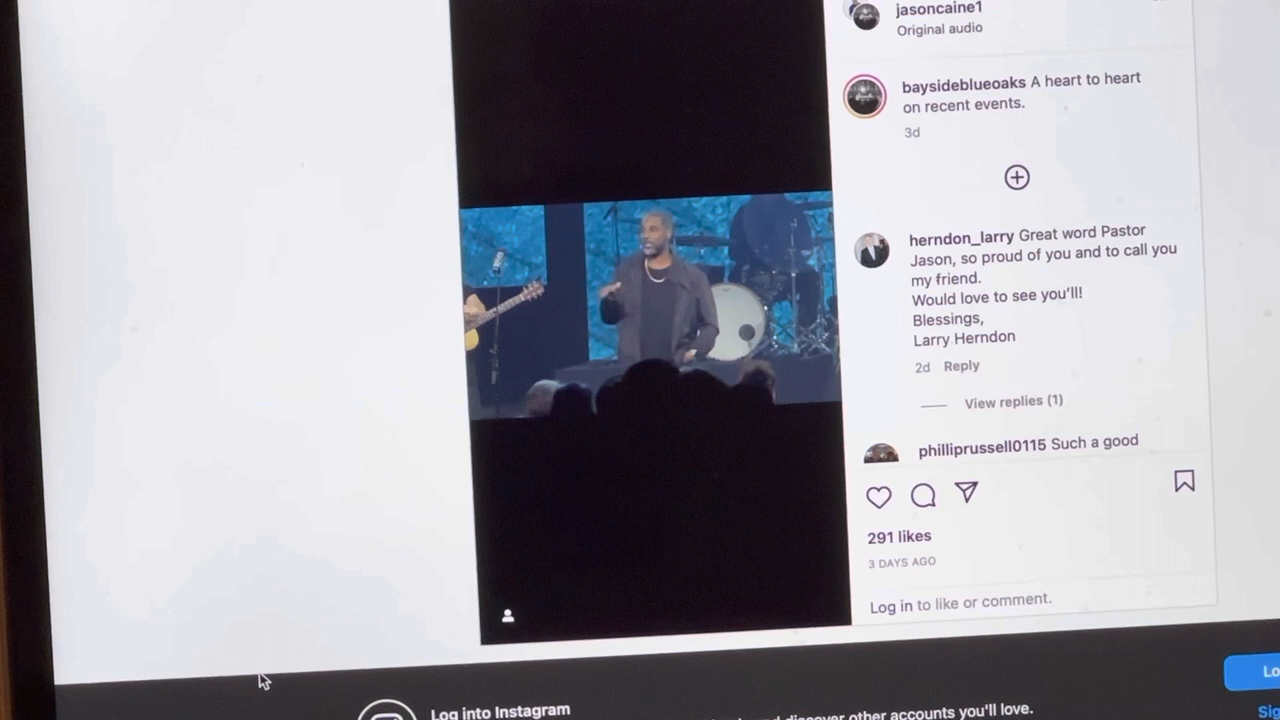 jasoncaine1
Original audio
baysideblueoaks A heart to heart
on recent events.
3d
herndon_larry Great word Pastor
Jason, so proud of you and to call you
my friend.
Would love to see you'll!
Blessings,
Larry Herndon
2d Reply
View replies (1)
philliprussell0115 Such a good
291 likes
3 DAYS AGO
Log in to like or comment.
Lo
Log into Instagram
discover other accounts you'll love.
Sig